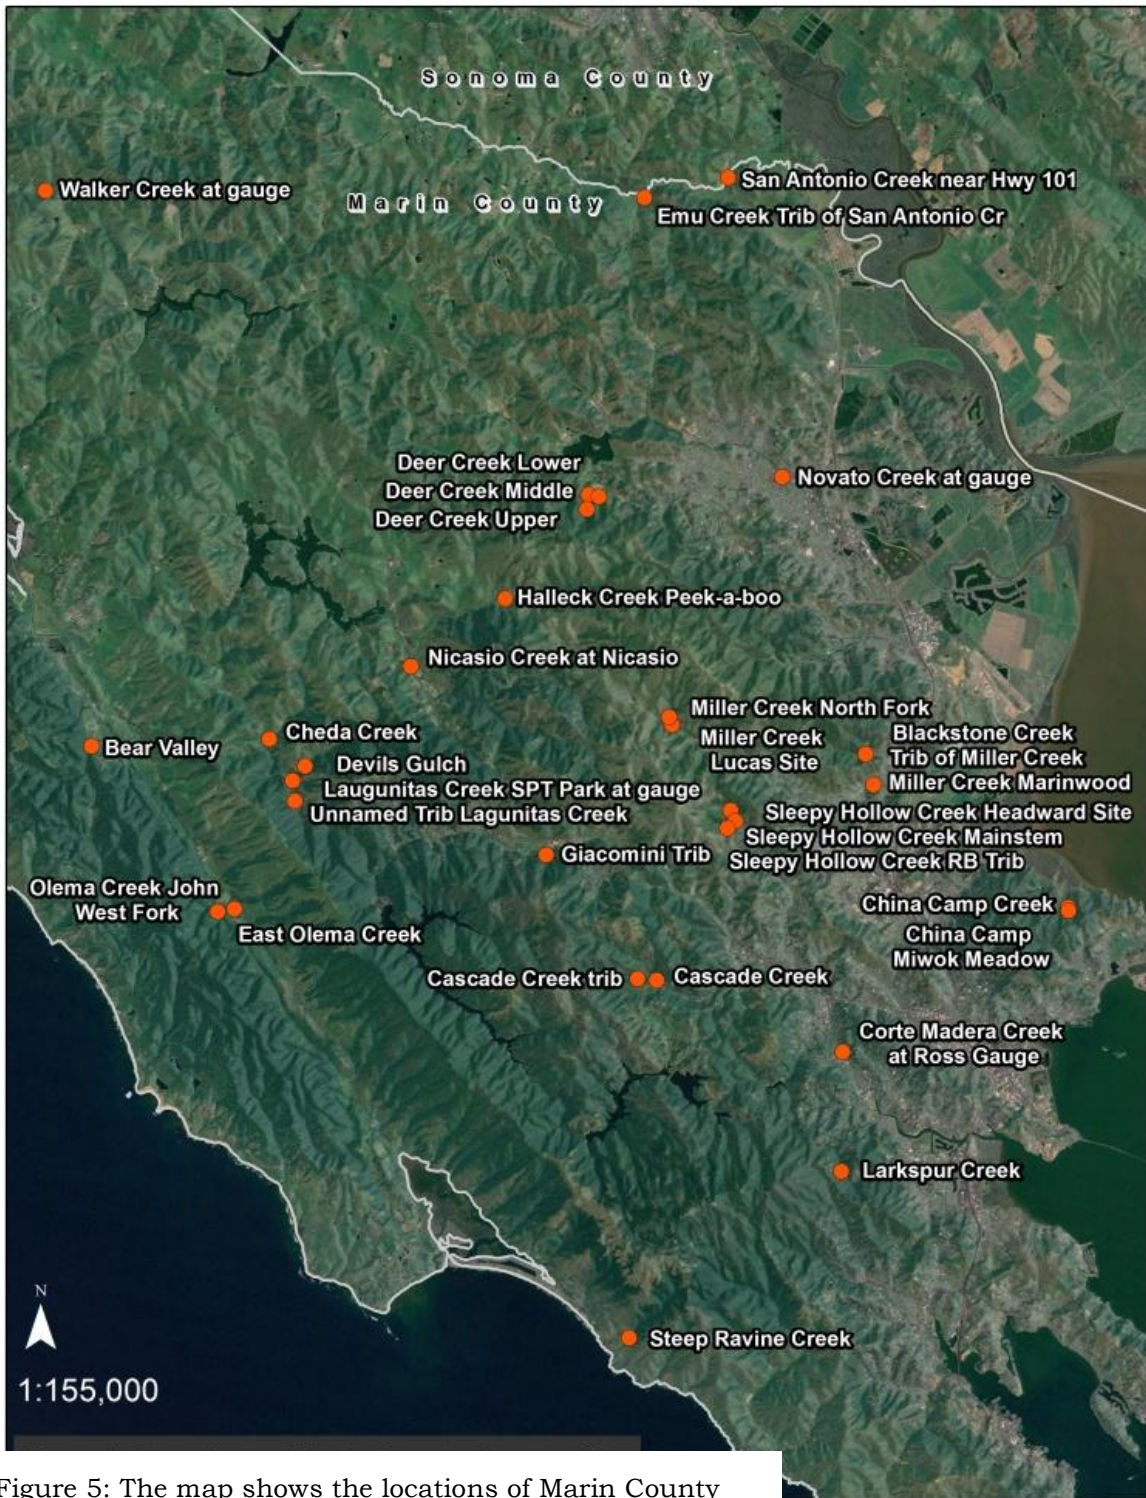 Sonoma County
San Antonio Creek near Hwy 101
Walker Creek at gauge
Marin County
Emu Creek Trib of San Antonio Cr
Deer Creek Lower
Deer Creek Middle
Deer Creek Upper
Novato Creek at gauge
Halleck Creek Peek-a-boo
Nicasio Creek at Nicasio
Miller Creek North Fork
Miller Creek
Lucas Site
Blackstone Creek
Trib of Miller Creek
Miller Creek Marinwood
Cheda Creek
Bear Valley
Devils Gulch
Laugunitas Creek SPT Park at gauge
Unnamed Trib Lagunitas Creek
Sleepy Hollow Creek Headward Site
Sleepy Hollow Creek Mainstem
Sleepy Hollow Creek RB Trib
Giacomini Trib
Olema Creek John
West Fork
East Olema Creek
China Camp Creek
China Camp
Miwok Meadow
Cascade Creek trib
Cascade Creek
Corte Madera Creek
at Ross Gauge
Larkspur Creek
Steep Ravine Creek
N
1:155,000
Figure 5: The map shows the locations of Marin County